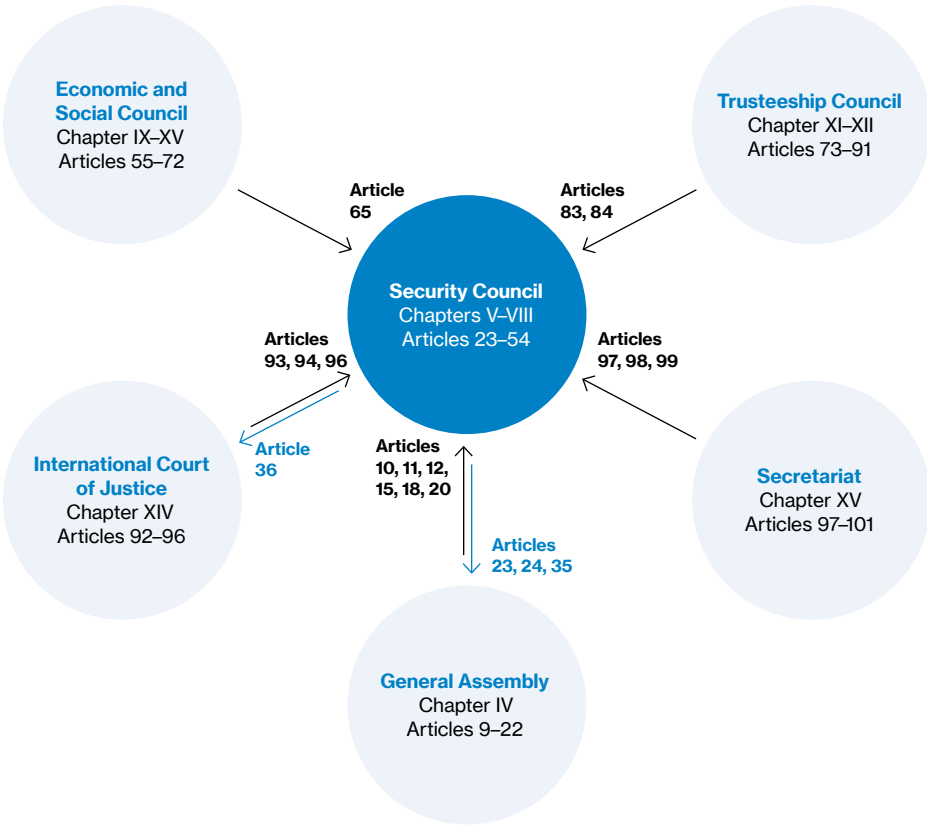 Economic and
Social Council
Chapter IX–XV
Articles 55–72
Trusteeship Council
Chapter XI–XII
Articles 73–91
Article
65
Articles
83, 84
Security Council
Chapters V–VIII
Articles 23–54
Articles
93, 94, 96
Articles
97, 98, 99
Article
36
Articles
10, 11, 12,
15, 18, 20
International Court
of Justice
Chapter XIV
Articles 92–96
Secretariat
Chapter XV
Articles 97–101
Articles
23, 24, 35
General Assembly
Chapter IV
Articles 9–22